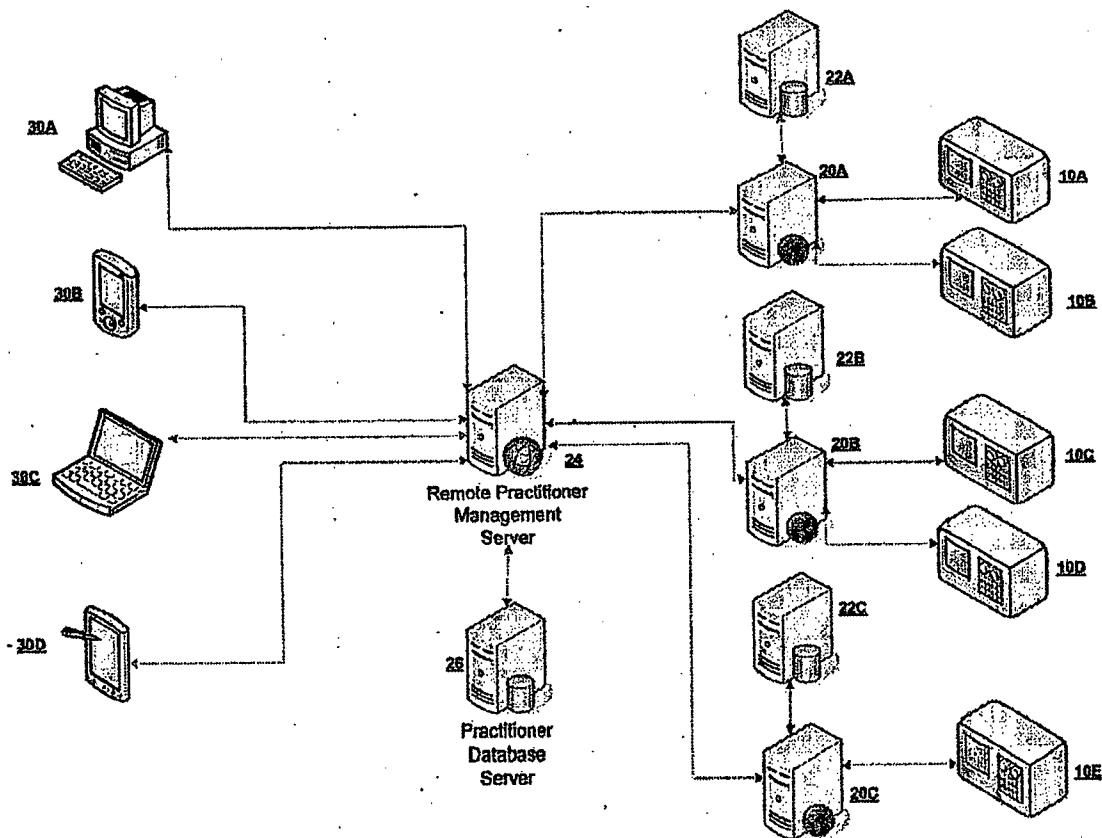 22A
30A
20A
10A
30B
10B
22B
24
20B
10C
30C
Remote Practitioner
Management
Server
10D
22C
30D
26
Practitioner
Database
Server
20C
10E